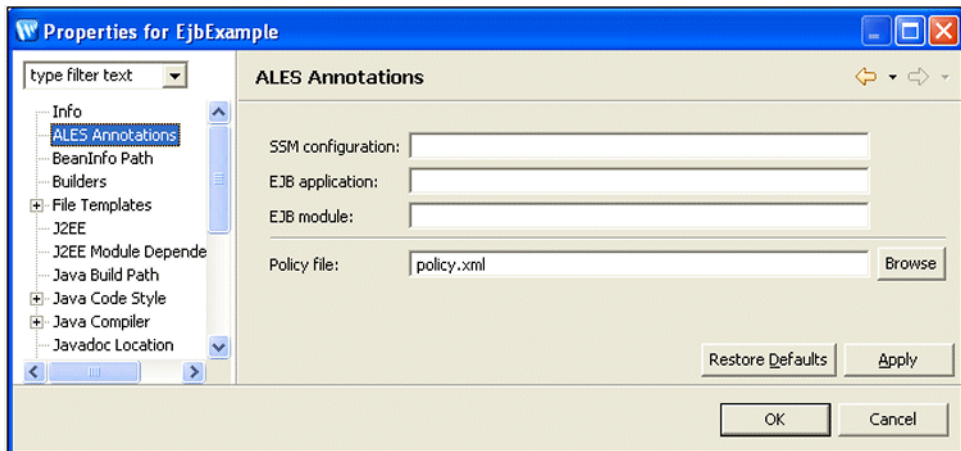 Properties for EjbExample
type filter text
Info
ALES Annotations
BeanInfo Path
Builders
File Templates
J2EE
J2EE Module Depende
Java Build Path
Java Code Style
Java Compiler
Javadoc Location
ALES Annotations
SSM configuration:
EJB application:
EJB module:
Policy file: policy.xml Browse
Restore Defaults Apply
OK Cancel